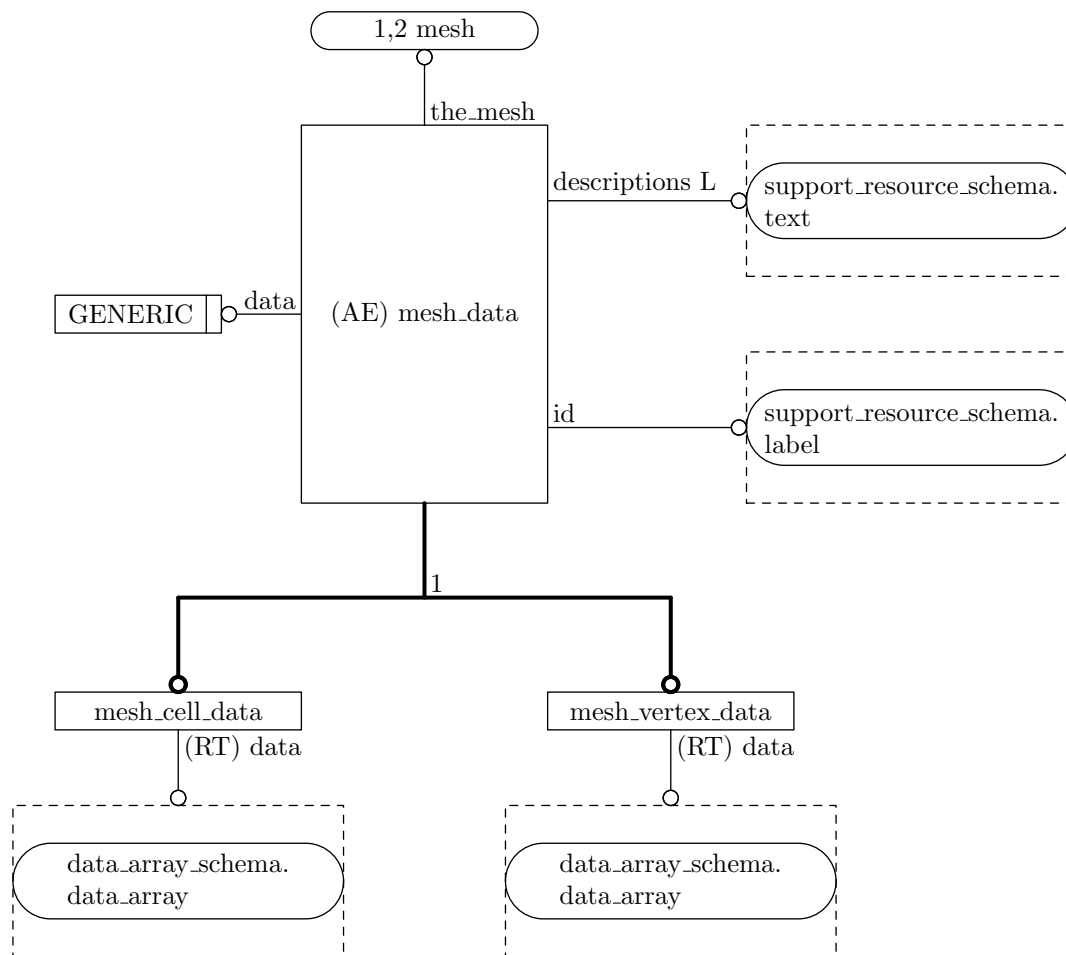 1,2 mesh
the_mesh
descriptions L
support_resource_schema.
text
GENERIC
data
(AE) mesh_data
id
support_resource_schema.
label
1
mesh_cell_data
mesh_vertex_data
(RT) data
(RT) data
data_array_schema.
data_array
data_array_schema.
data_array